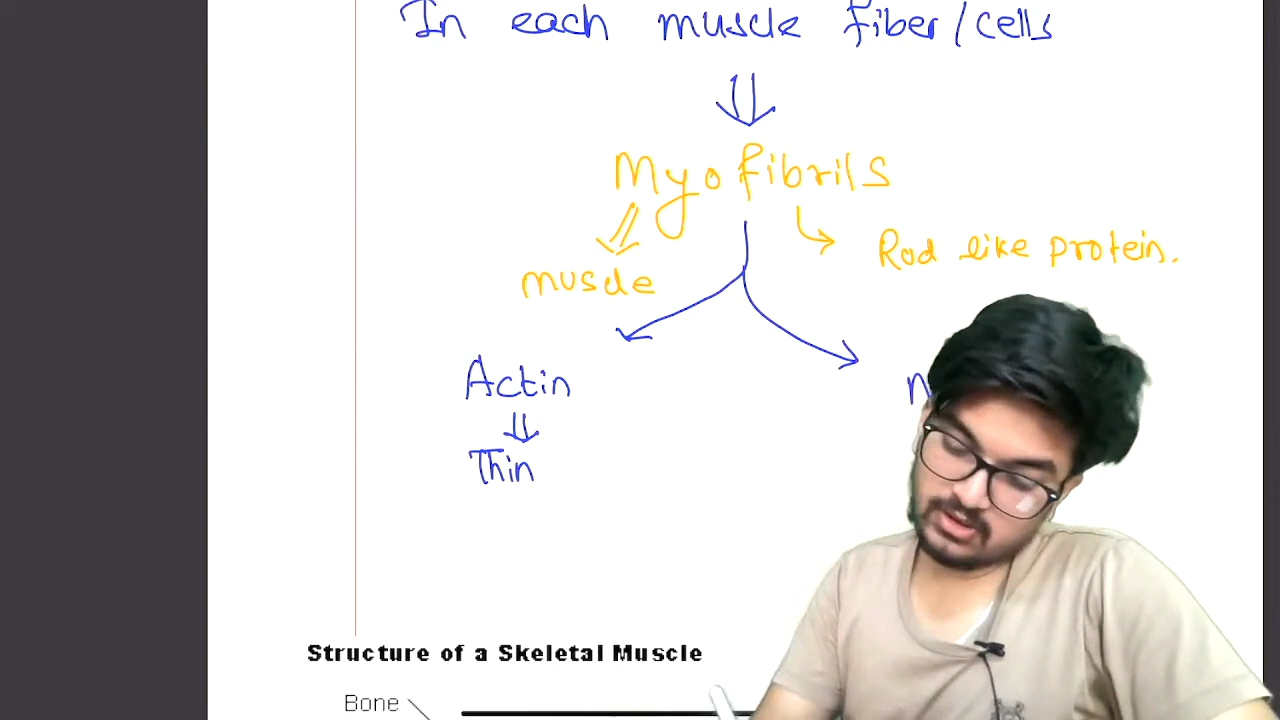 In each muscle fiber/cells
Myofibrils
Rod like protein.
muscle
Actin
Thin
Structure of a Skeletal Muscle
Bone